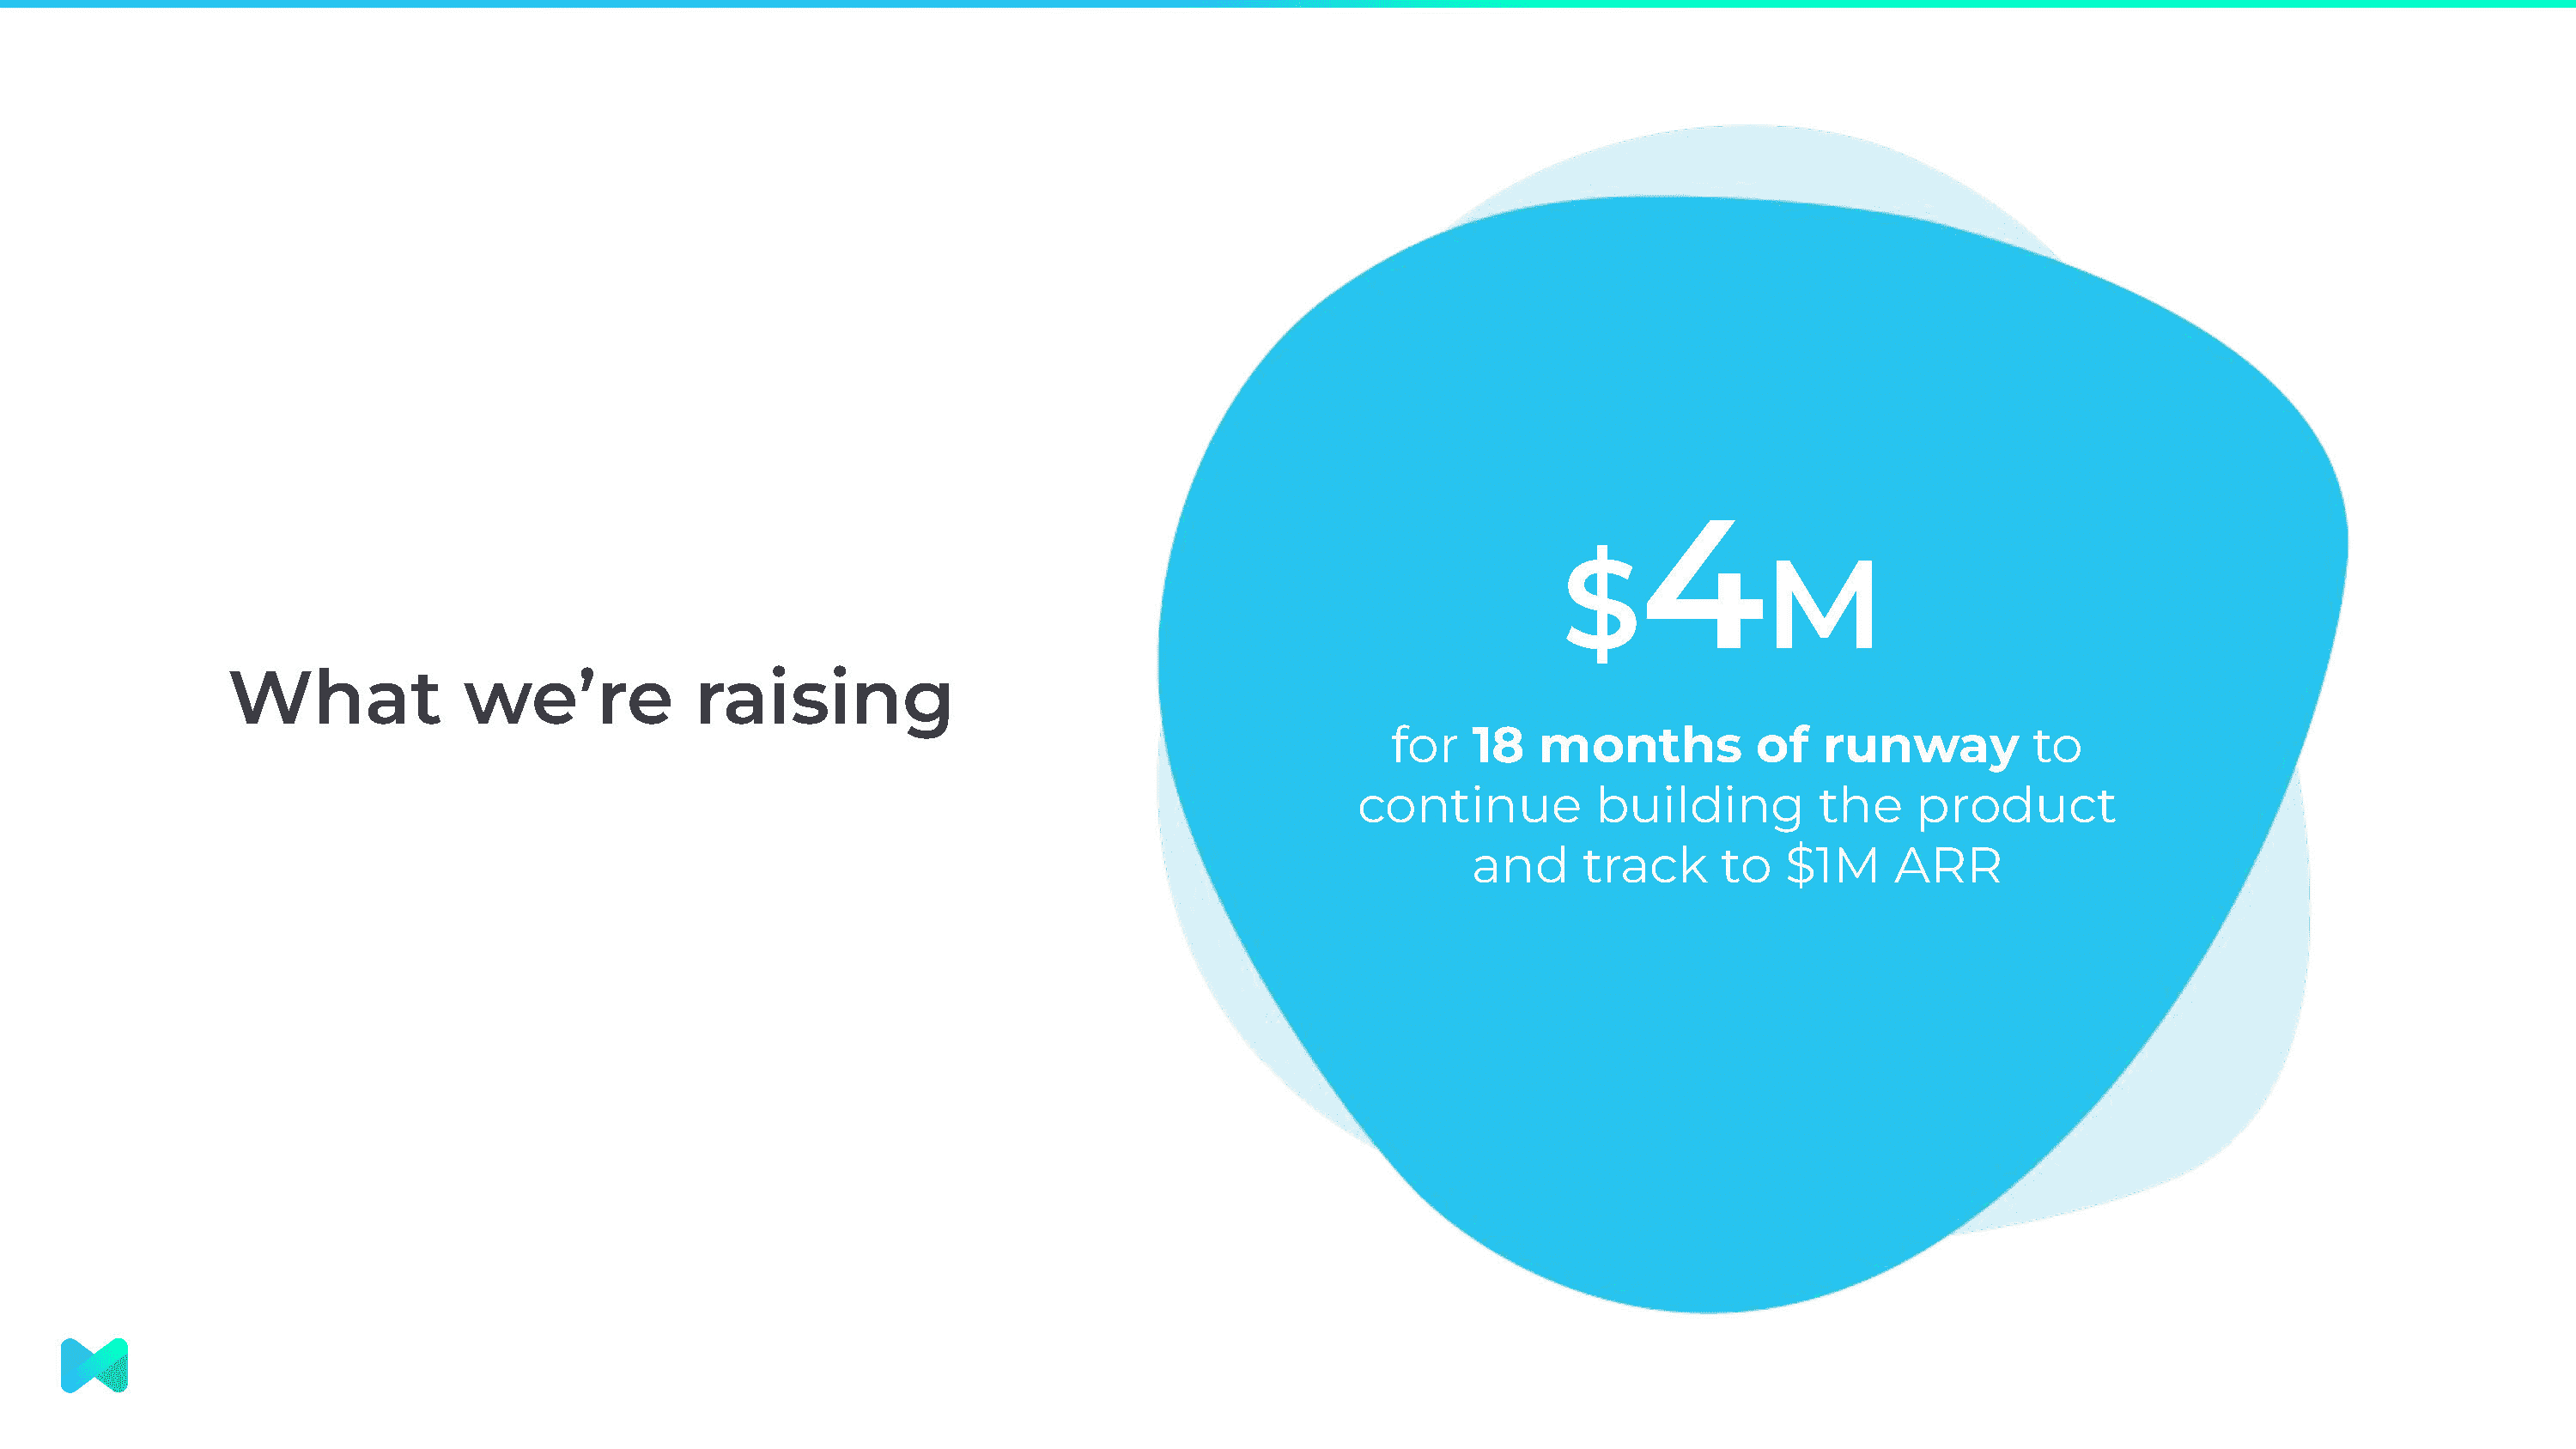 What we’re raising
$4M
for 18 months of runway to
continue building the product
and track to $1M ARR